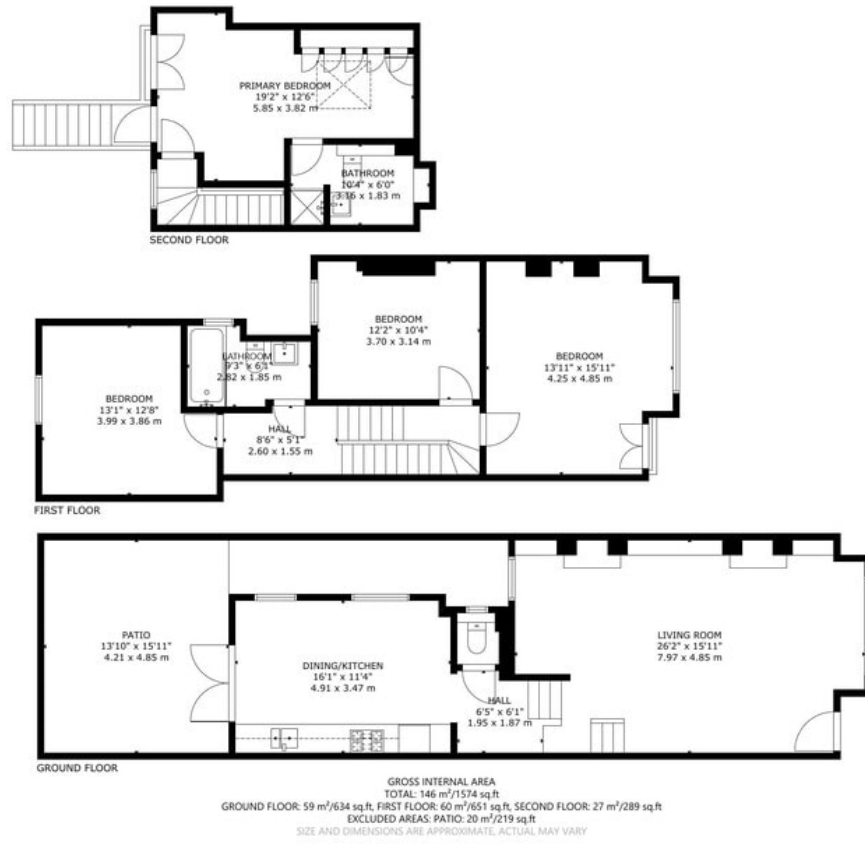 PRIMARY BEDROOM
19'2" x 12'6"
5.85 x 3.82 m
BATHROOM
10'4" x 6'0"
3.16 x 1.83 m
SECOND FLOOR
BEDROOM
12'2" x 10'4"
3.70 x 3.14 m
BEDROOM
13'11" x 15'11"
4.25 x 4.85 m
BATHROOM
9'3" x 6'1"
2.82 x 1.85 m
BEDROOM
13'1" x 12'8"
3.99 x 3.86 m
HALL
8'6" x 5'1"
2.60 x 1.55 m
FIRST FLOOR
PATIO
13'10" x 15'11"
4.21 x 4.85 m
DINING/KITCHEN
16'1" x 11'4"
4.91 x 3.47 m
LIVING ROOM
26'2" x 15'11"
7.97 x 4.85 m
HALL
6'5" x 6'1"
1.95 x 1.87 m
GROUND FLOOR
GROSS INTERNAL AREA
TOTAL: 146 m²/1574 sq.ft
GROUND FLOOR: 59 m²/634 sq.ft, FIRST FLOOR: 60 m²/651 sq.ft, SECOND FLOOR: 27 m²/289 sq.ft
EXCLUDED AREAS: PATIO: 20 m²/219 sq.ft
SIZE AND DIMENSIONS ARE APPROXIMATE, ACTUAL MAY VARY